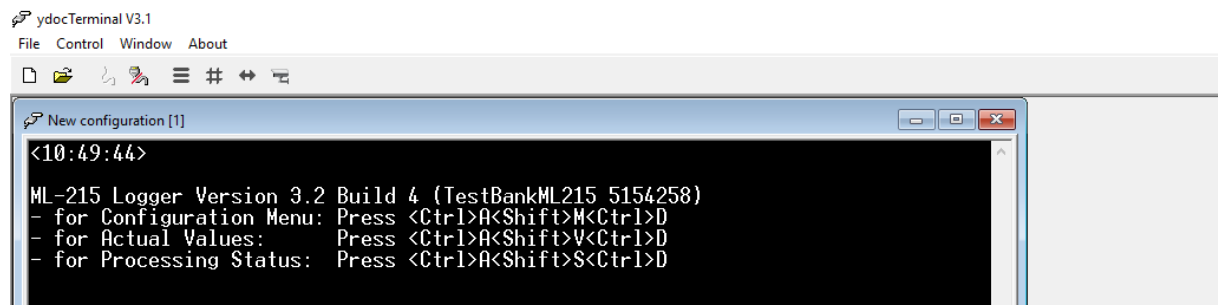 ydocTerminal V3.1
File Control Window About
New configuration [1]
<10:49:44>
ML-215 Logger Version 3.2 Build 4 (TestBankML215 5154258)
- for Configuration Menu: Press <Ctrl>A<Shift>M<Ctrl>D
- for Actual Values: Press <Ctrl>A<Shift>V<Ctrl>D
- for Processing Status: Press <Ctrl>A<Shift>S<Ctrl>D